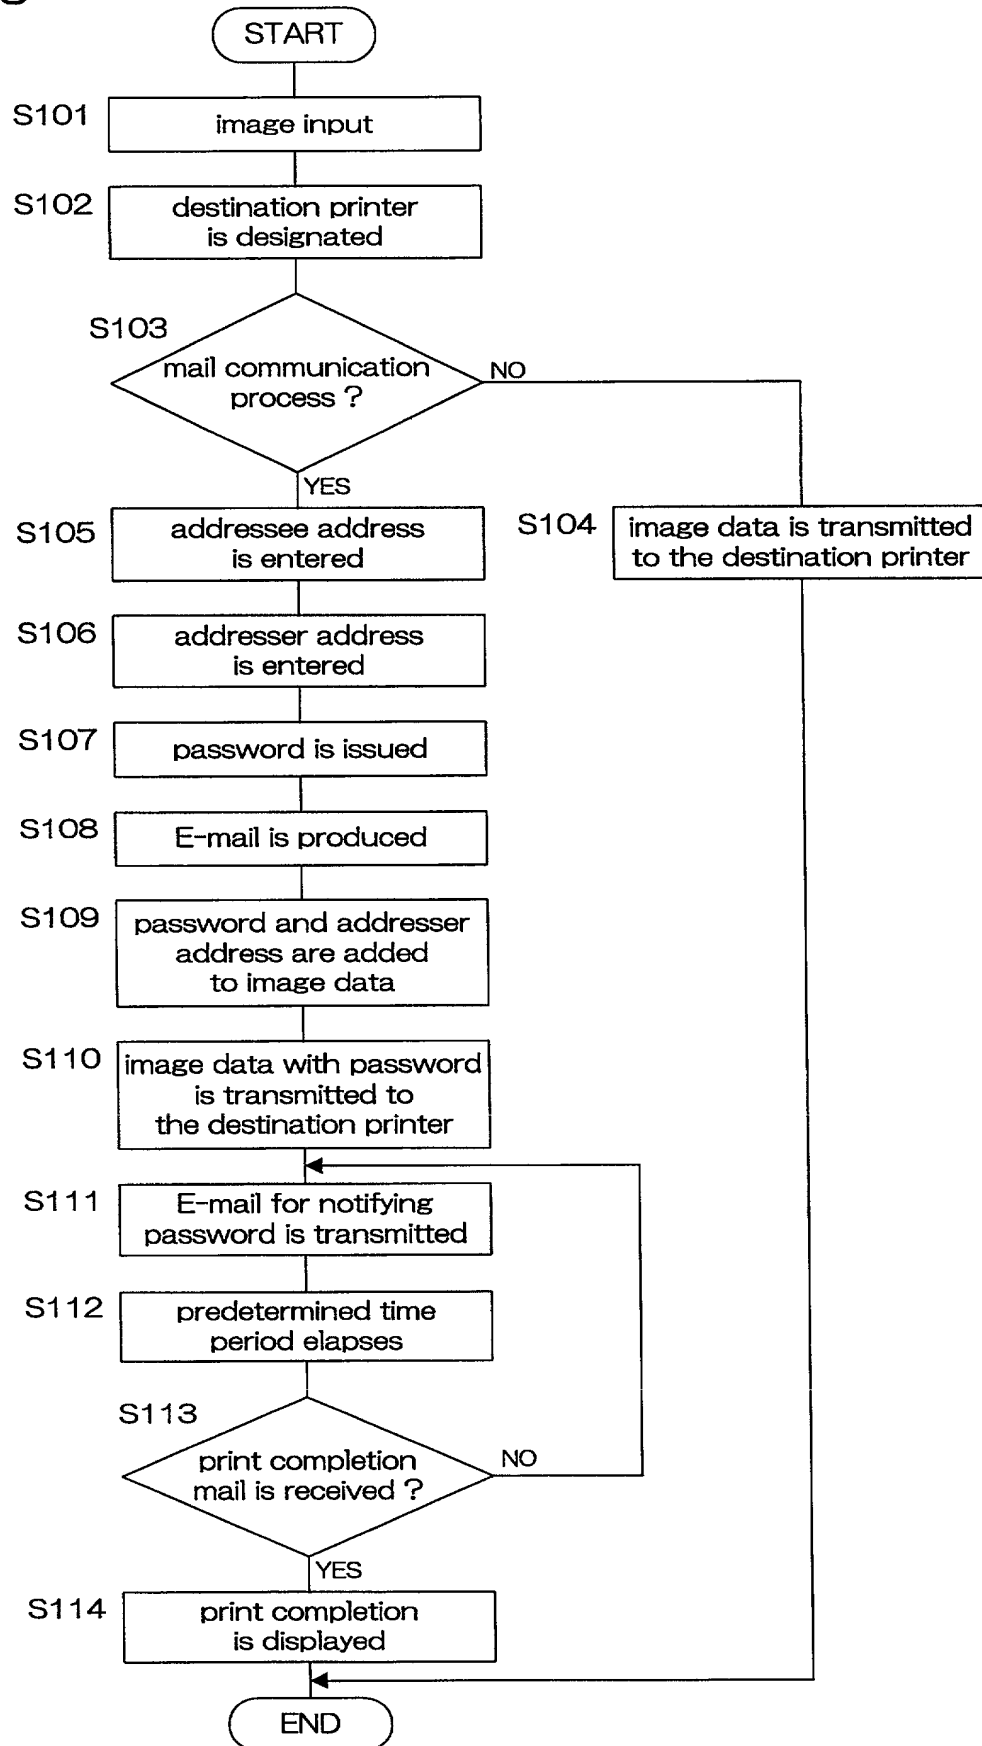 START
S101
image input
S102
destination printer
is designated
S103
mail communication
process ?
NO
YES
S105
addressee address
is entered
S104
image data is transmitted
to the destination printer
S106
addresser address
is entered
S107
password is issued
S108
E-mail is produced
S109
password and addresser
address are added
to image data
S110
image data with password
is transmitted to
the destination printer
S111
E-mail for notifying
password is transmitted
S112
predetermined time
period elapses
S113
print completion
mail is received ?
NO
YES
S114
print completion
is displayed
END